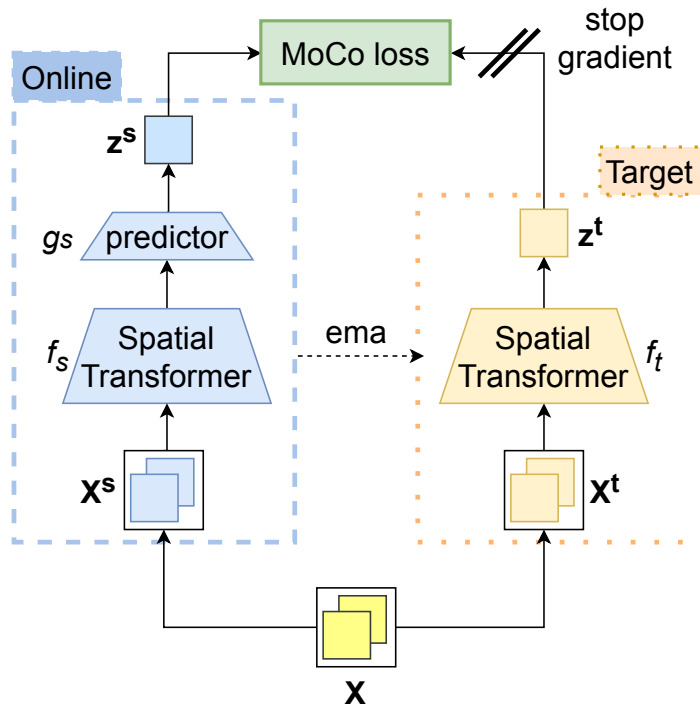 stop
gradient
MoCo loss
Online
z^s
Target
g_s predictor
z^t
f_s Spatial
Transformer
ema
Spatial
Transformer f_t
X^s
X^t
X